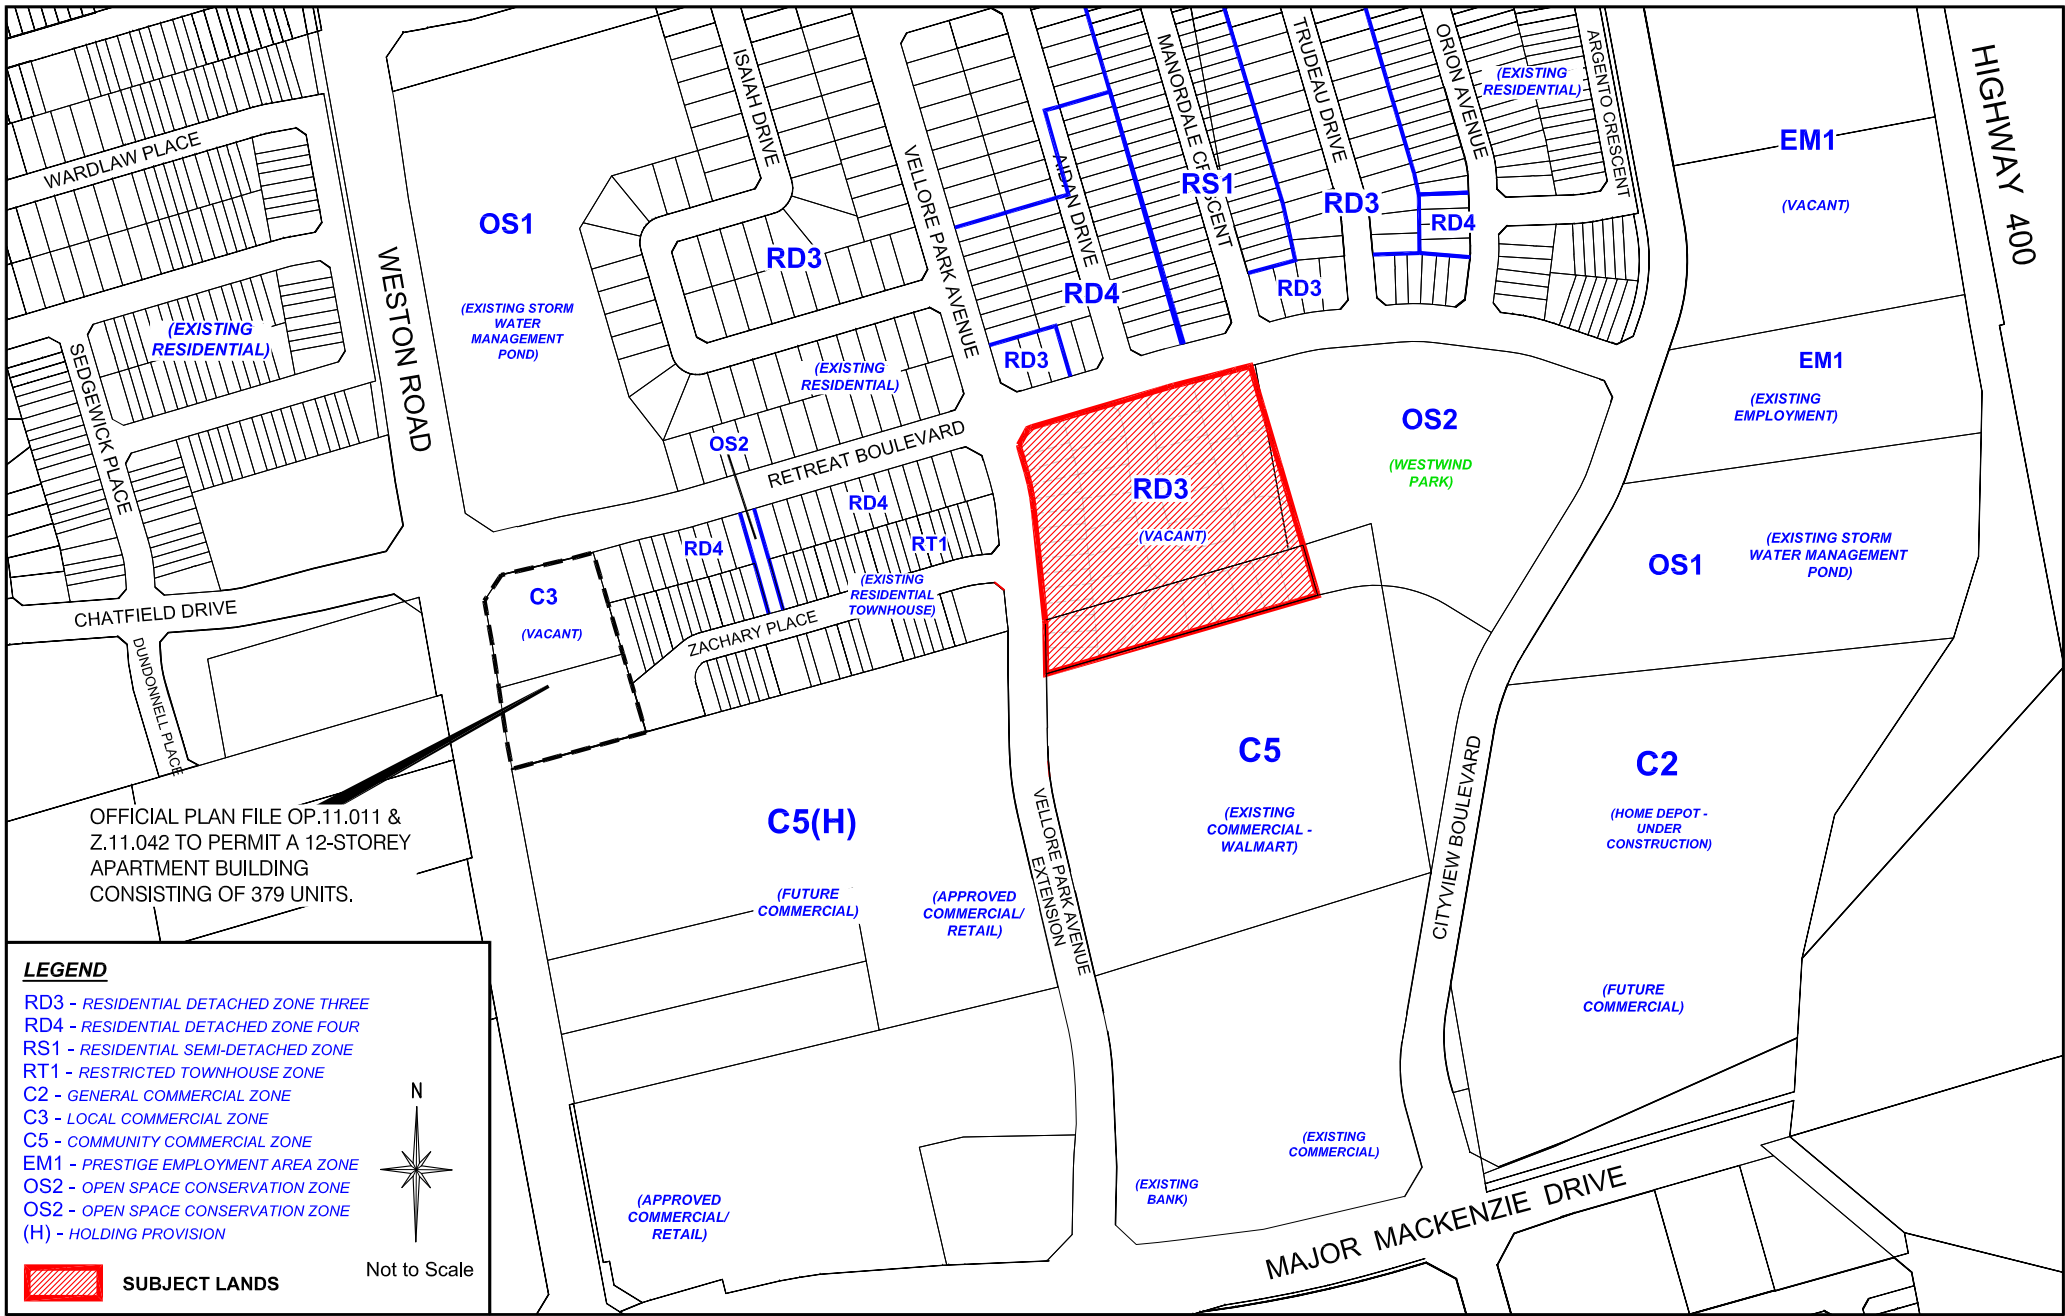 ISAIAH DRIVE
MANORDALE CRESCENT
TRUDEAU DRIVE
ORION AVENUE
ARGENTO CRESCENT
HIGHWAY 400
(EXISTING
RESIDENTIAL)
EM1
(VACANT)
WARDLAW PLACE
VELLORE PARK AVENUE
AIDAN DRIVE
RS1
RD3
RD4
OS1
(EXISTING STORM
WATER
MANAGEMENT
POND)
RD3
RD4
RD3
RD3
WESTON ROAD
(EXISTING
RESIDENTIAL)
SEDGEWICK PLACE
(EXISTING
RESIDENTIAL)
EM1
(EXISTING
EMPLOYMENT)
OS2
(WESTWIND
PARK)
OS2
RETREAT BOULEVARD
RD3
(VACANT)
RD4
RD4
RT1
(EXISTING
RESIDENTIAL
TOWNHOUSE)
OS1
(EXISTING STORM
WATER MANAGEMENT
POND)
C3
(VACANT)
ZACHARY PLACE
CHATFIELD DRIVE
DUNDONNELL PLACE
C5
(EXISTING
COMMERCIAL -
WALMART)
C2
(HOME DEPOT -
UNDER
CONSTRUCTION)
CITYVIEW BOULEVARD
VELLORE PARK AVENUE
EXTENSION
C5(H)
(FUTURE
COMMERCIAL)
(APPROVED
COMMERCIAL/
RETAIL)
OFFICIAL PLAN FILE OP.11.011 &
Z.11.042 TO PERMIT A 12-STOREY
APARTMENT BUILDING
CONSISTING OF 379 UNITS.
(FUTURE
COMMERCIAL)
(EXISTING
COMMERCIAL)
(EXISTING
BANK)
(APPROVED
COMMERCIAL/
RETAIL)
MAJOR MACKENZIE DRIVE
LEGEND
RD3 - RESIDENTIAL DETACHED ZONE THREE
RD4 - RESIDENTIAL DETACHED ZONE FOUR
RS1 - RESIDENTIAL SEMI-DETACHED ZONE
RT1 - RESTRICTED TOWNHOUSE ZONE
C2 - GENERAL COMMERCIAL ZONE
C3 - LOCAL COMMERCIAL ZONE
C5 - COMMUNITY COMMERCIAL ZONE
EM1 - PRESTIGE EMPLOYMENT AREA ZONE
OS2 - OPEN SPACE CONSERVATION ZONE
OS2 - OPEN SPACE CONSERVATION ZONE
(H) - HOLDING PROVISION
N
Not to Scale
SUBJECT LANDS